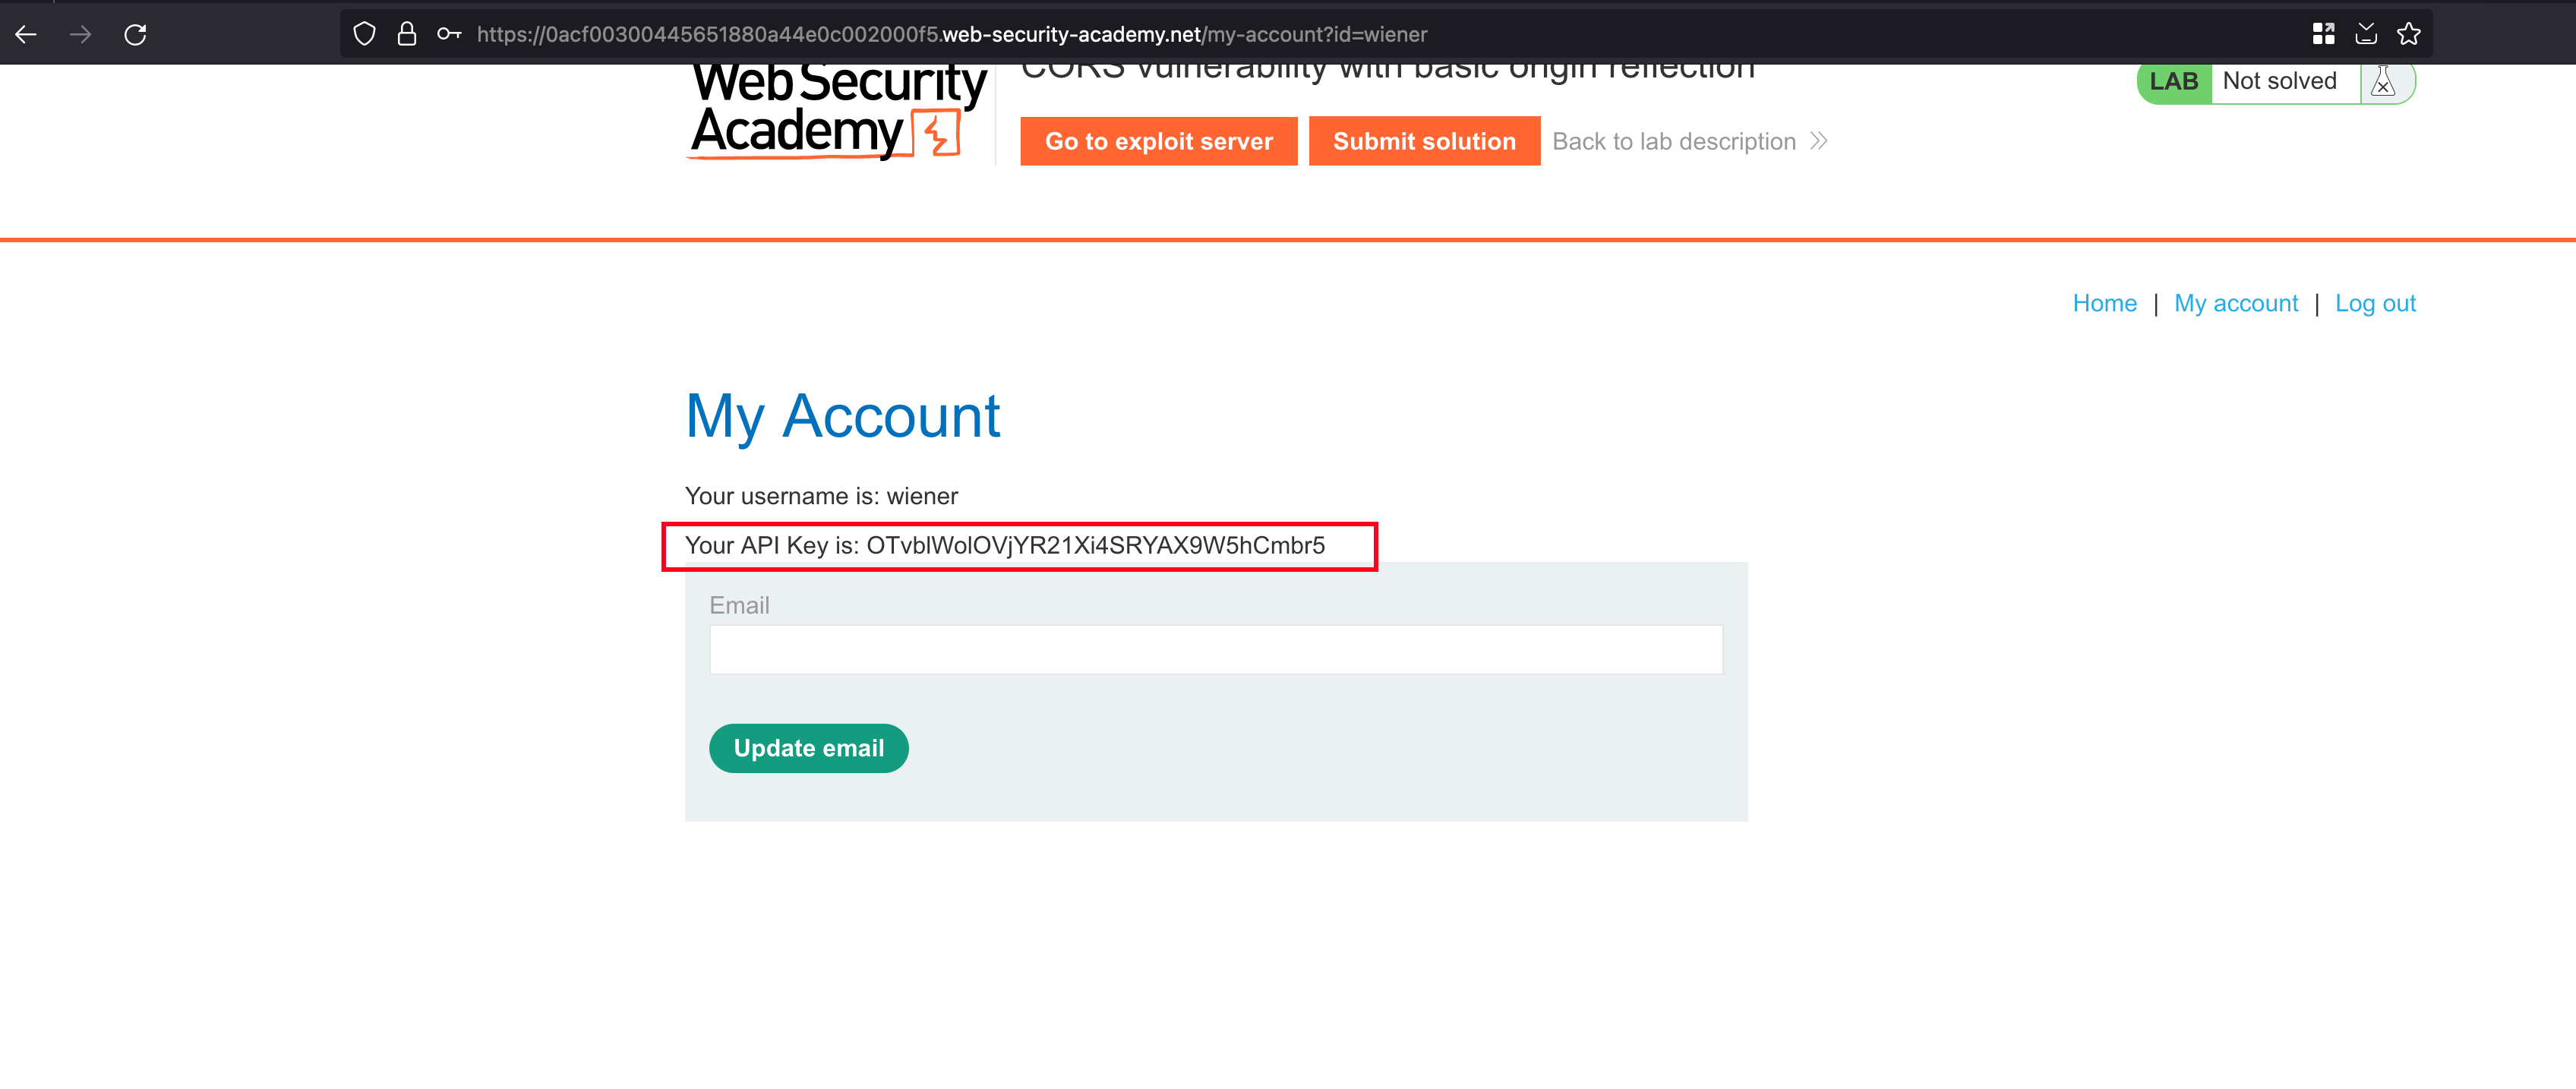 https://0acf00300445651880a44e0c002000f5.web-security-academy.net/my-account?id=wiener
Web Security
Academy
CORS vulnerability with basic origin reflection
LAB Not solved
Go to exploit server
Submit solution
Back to lab description
Home | My account | Log out
My Account
Your username is: wiener
Your API Key is: OTvblWolOVjYR21Xi4SRYAX9W5hCmbr5
Email
Update email